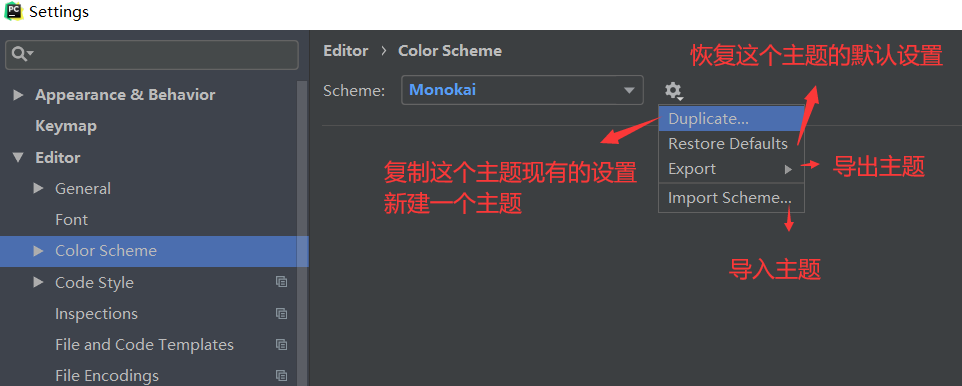 PC
Settings
Appearance & Behavior
Keymap
Editor
General
Font
Color Scheme
Code Style
Inspections
File and Code Templates
File Encodings
Editor › Color Scheme
Scheme: Monokai
Duplicate...
Restore Defaults
Export
Import Scheme...
恢复这个主题的默认设置
复制这个主题现有的设置
新建一个主题
导出主题
导入主题